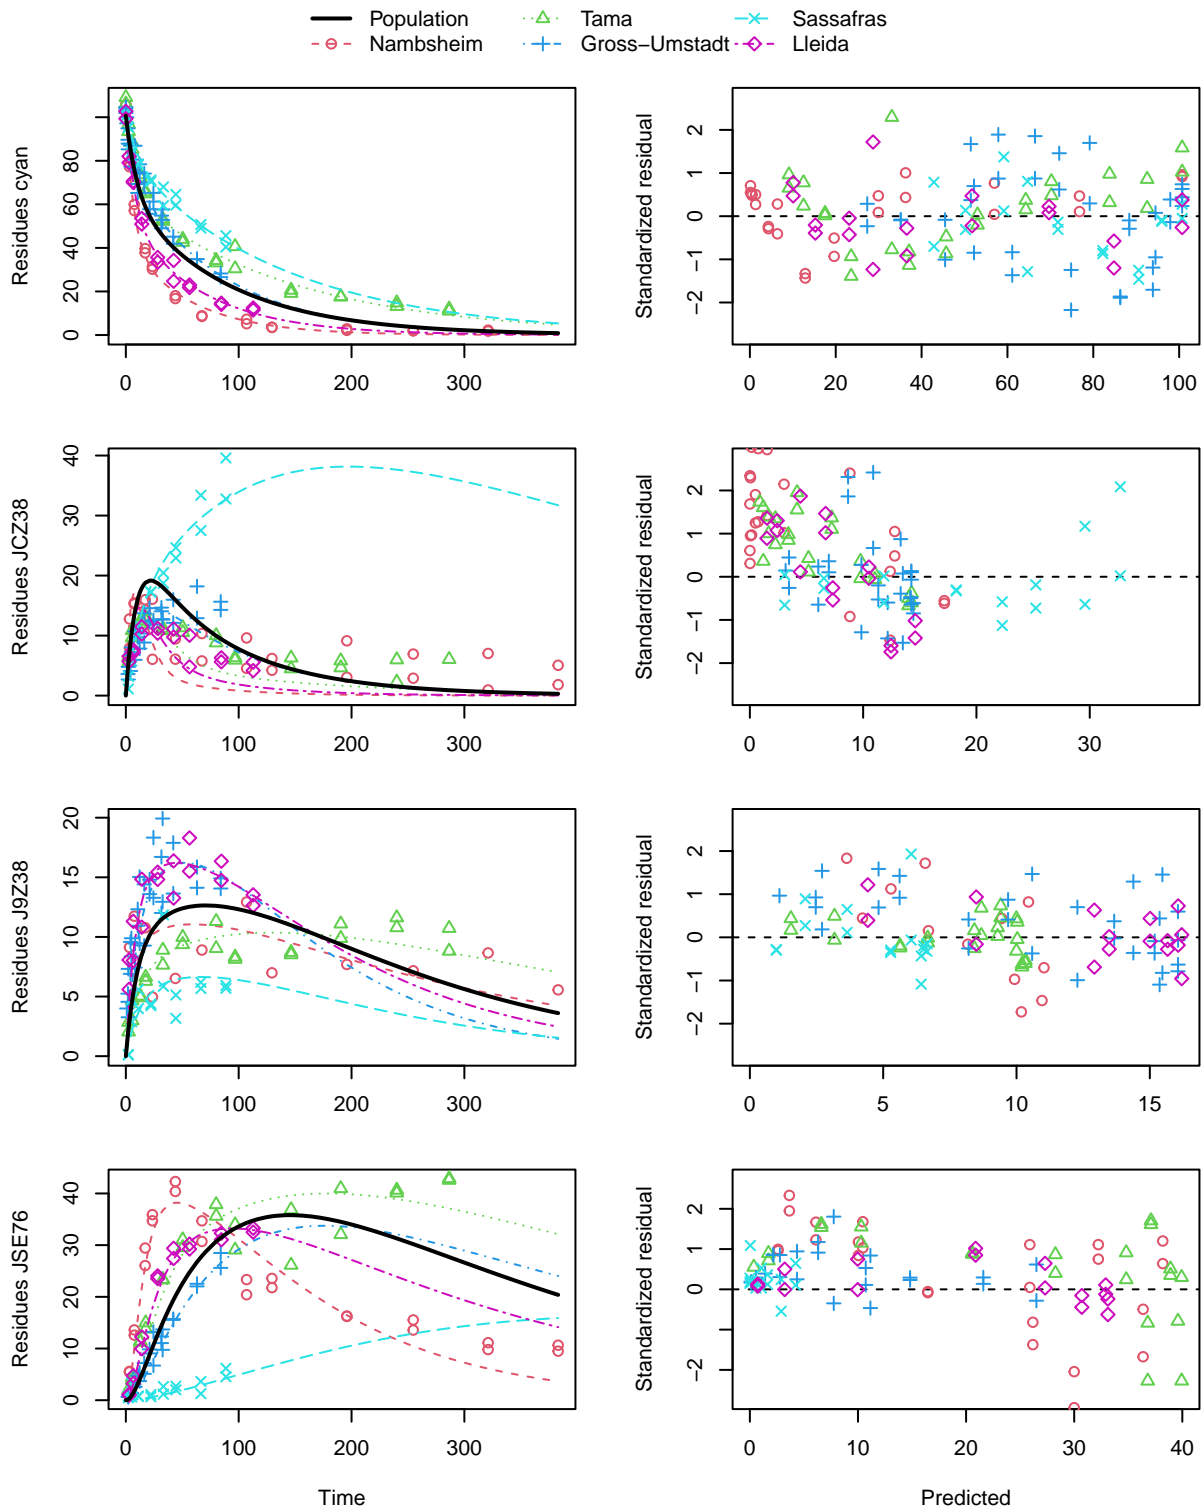 Population Tama Sassafras
Nambsheim Gross−Umstadt Lleida
Residues cyan
0 20 40 60 80
0 100 200 300
Standardized residual
−2 −1 0 1 2
0 20 40 60 80 100
Residues JCZ38
0 10 20 30 40
0 100 200 300
Standardized residual
−2 −1 0 1 2
0 10 20 30
Residues J9Z38
0 5 10 15 20
0 100 200 300
Standardized residual
−2 −1 0 1 2
5 10 15
Residues JSE76
0 10 20 30 40
0 100 200 300
Time
Standardized residual
−2 0 1 2
0 10 20 30 40
Predicted